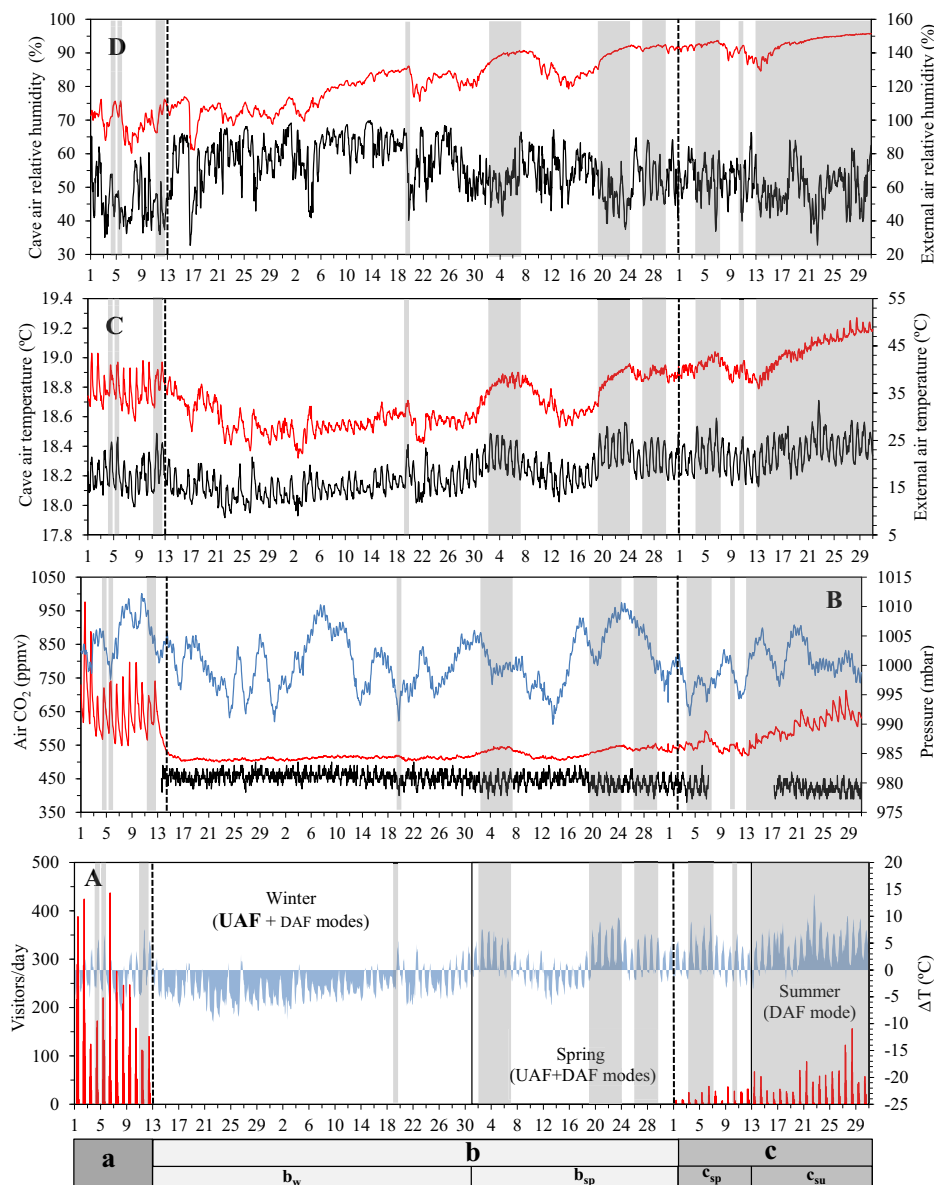 100 160
90 140
80 120
70 100
60 80
50 60
40 40
30 20
Cave air relative humidity (%)
D
External air relative humidity (%)
1 5 9 13 17 21 25 29 2 6 10 14 18 22 26 30 4 8 12 16 20 24 28 1 5 9 13 17 21 25 29
19.4 55
19.2 45
19.0
18.8 35
18.6
18.4 25
18.2 15
18.0
17.8 5
Cave air temperature (ºC)
C
External air temperature (ºC)
1 5 9 13 17 21 25 29 2 6 10 14 18 22 26 30 4 8 12 16 20 24 28 1 5 9 13 17 21 25 29
1050 1015
950 1010
850 1005
750 1000
650 995
550 990
450 985
350 980
975
Air CO₂ (ppmv)
B
Pressure (mbar)
1 5 9 13 17 21 25 29 2 6 10 14 18 22 26 30 4 8 12 16 20 24 28 1 5 9 13 17 21 25 29
500 20
400 15
300 10
200 5
100 0
0 -5
-10
-15
-20
-25
Visitors/day
A
ΔT (ºC)
Winter
(UAF + DAF modes)
Spring
(UAF+DAF modes)
Summer
(DAF mode)
1 5 9 13 17 21 25 29 2 6 10 14 18 22 26 30 4 8 12 16 20 24 28 1 5 9 13 17 21 25 29
a b c
b_w b_sp c_sp c_su